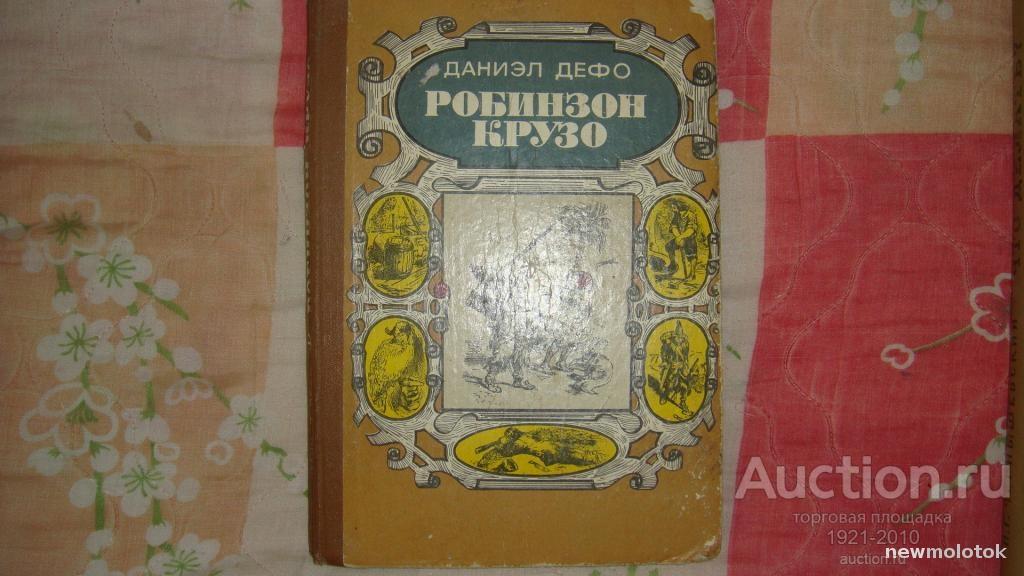 ДАНИЭЛ ДЕФО
РОБИНЗОН
КРУЗО
Auction.ru
торговая площадка
1921-2010
auction.ru
newmolotok